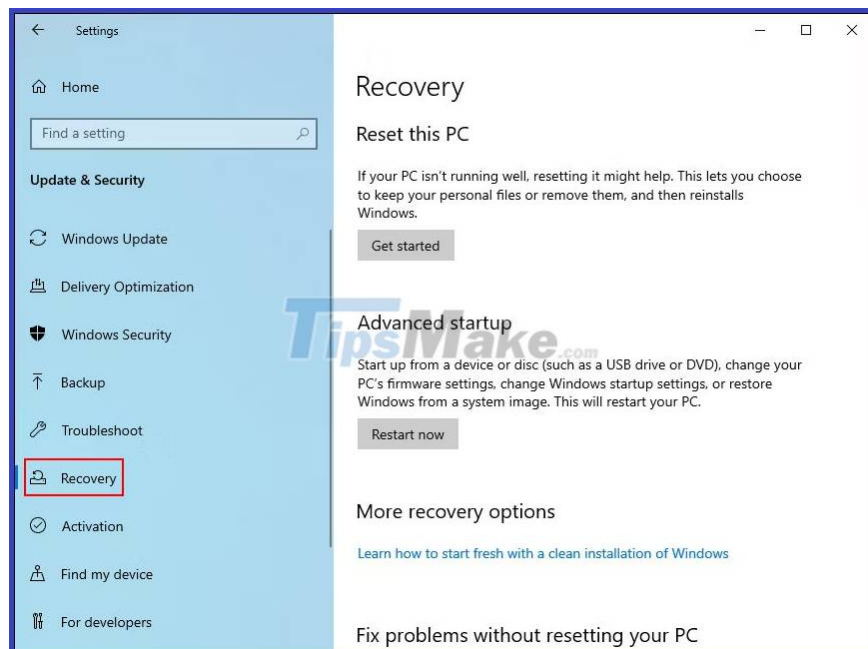 Settings
Home
Find a setting
Update & Security
Windows Update
Delivery Optimization
Windows Security
Backup
Troubleshoot
Recovery
Activation
Find my device
For developers
Recovery
Reset this PC
If your PC isn't running well, resetting it might help. This lets you choose
to keep your personal files or remove them, and then reinstalls
Windows.
Get started
TipsMake.com
Advanced startup
Start up from a device or disc (such as a USB drive or DVD), change your
PC's firmware settings, change Windows startup settings, or restore
Windows from a system image. This will restart your PC.
Restart now
More recovery options
Learn how to start fresh with a clean installation of Windows
Fix problems without resetting your PC